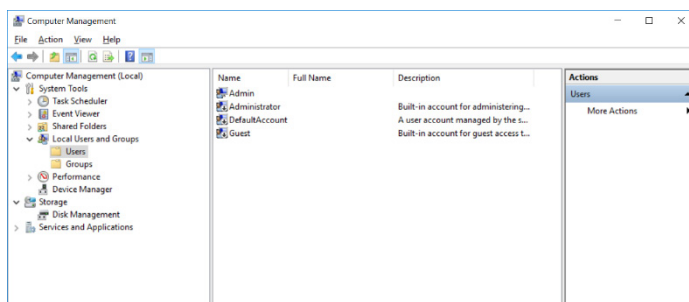 Computer Management
File Action View Help
Computer Management (Local)
System Tools
Task Scheduler
Event Viewer
Shared Folders
Local Users and Groups
Users
Groups
Performance
Device Manager
Storage
Disk Management
Services and Applications
Name Full Name Description
Admin
Administrator Built-in account for administering...
DefaultAccount A user account managed by the s...
Guest Built-in account for guest access t...
Actions
Users
More Actions